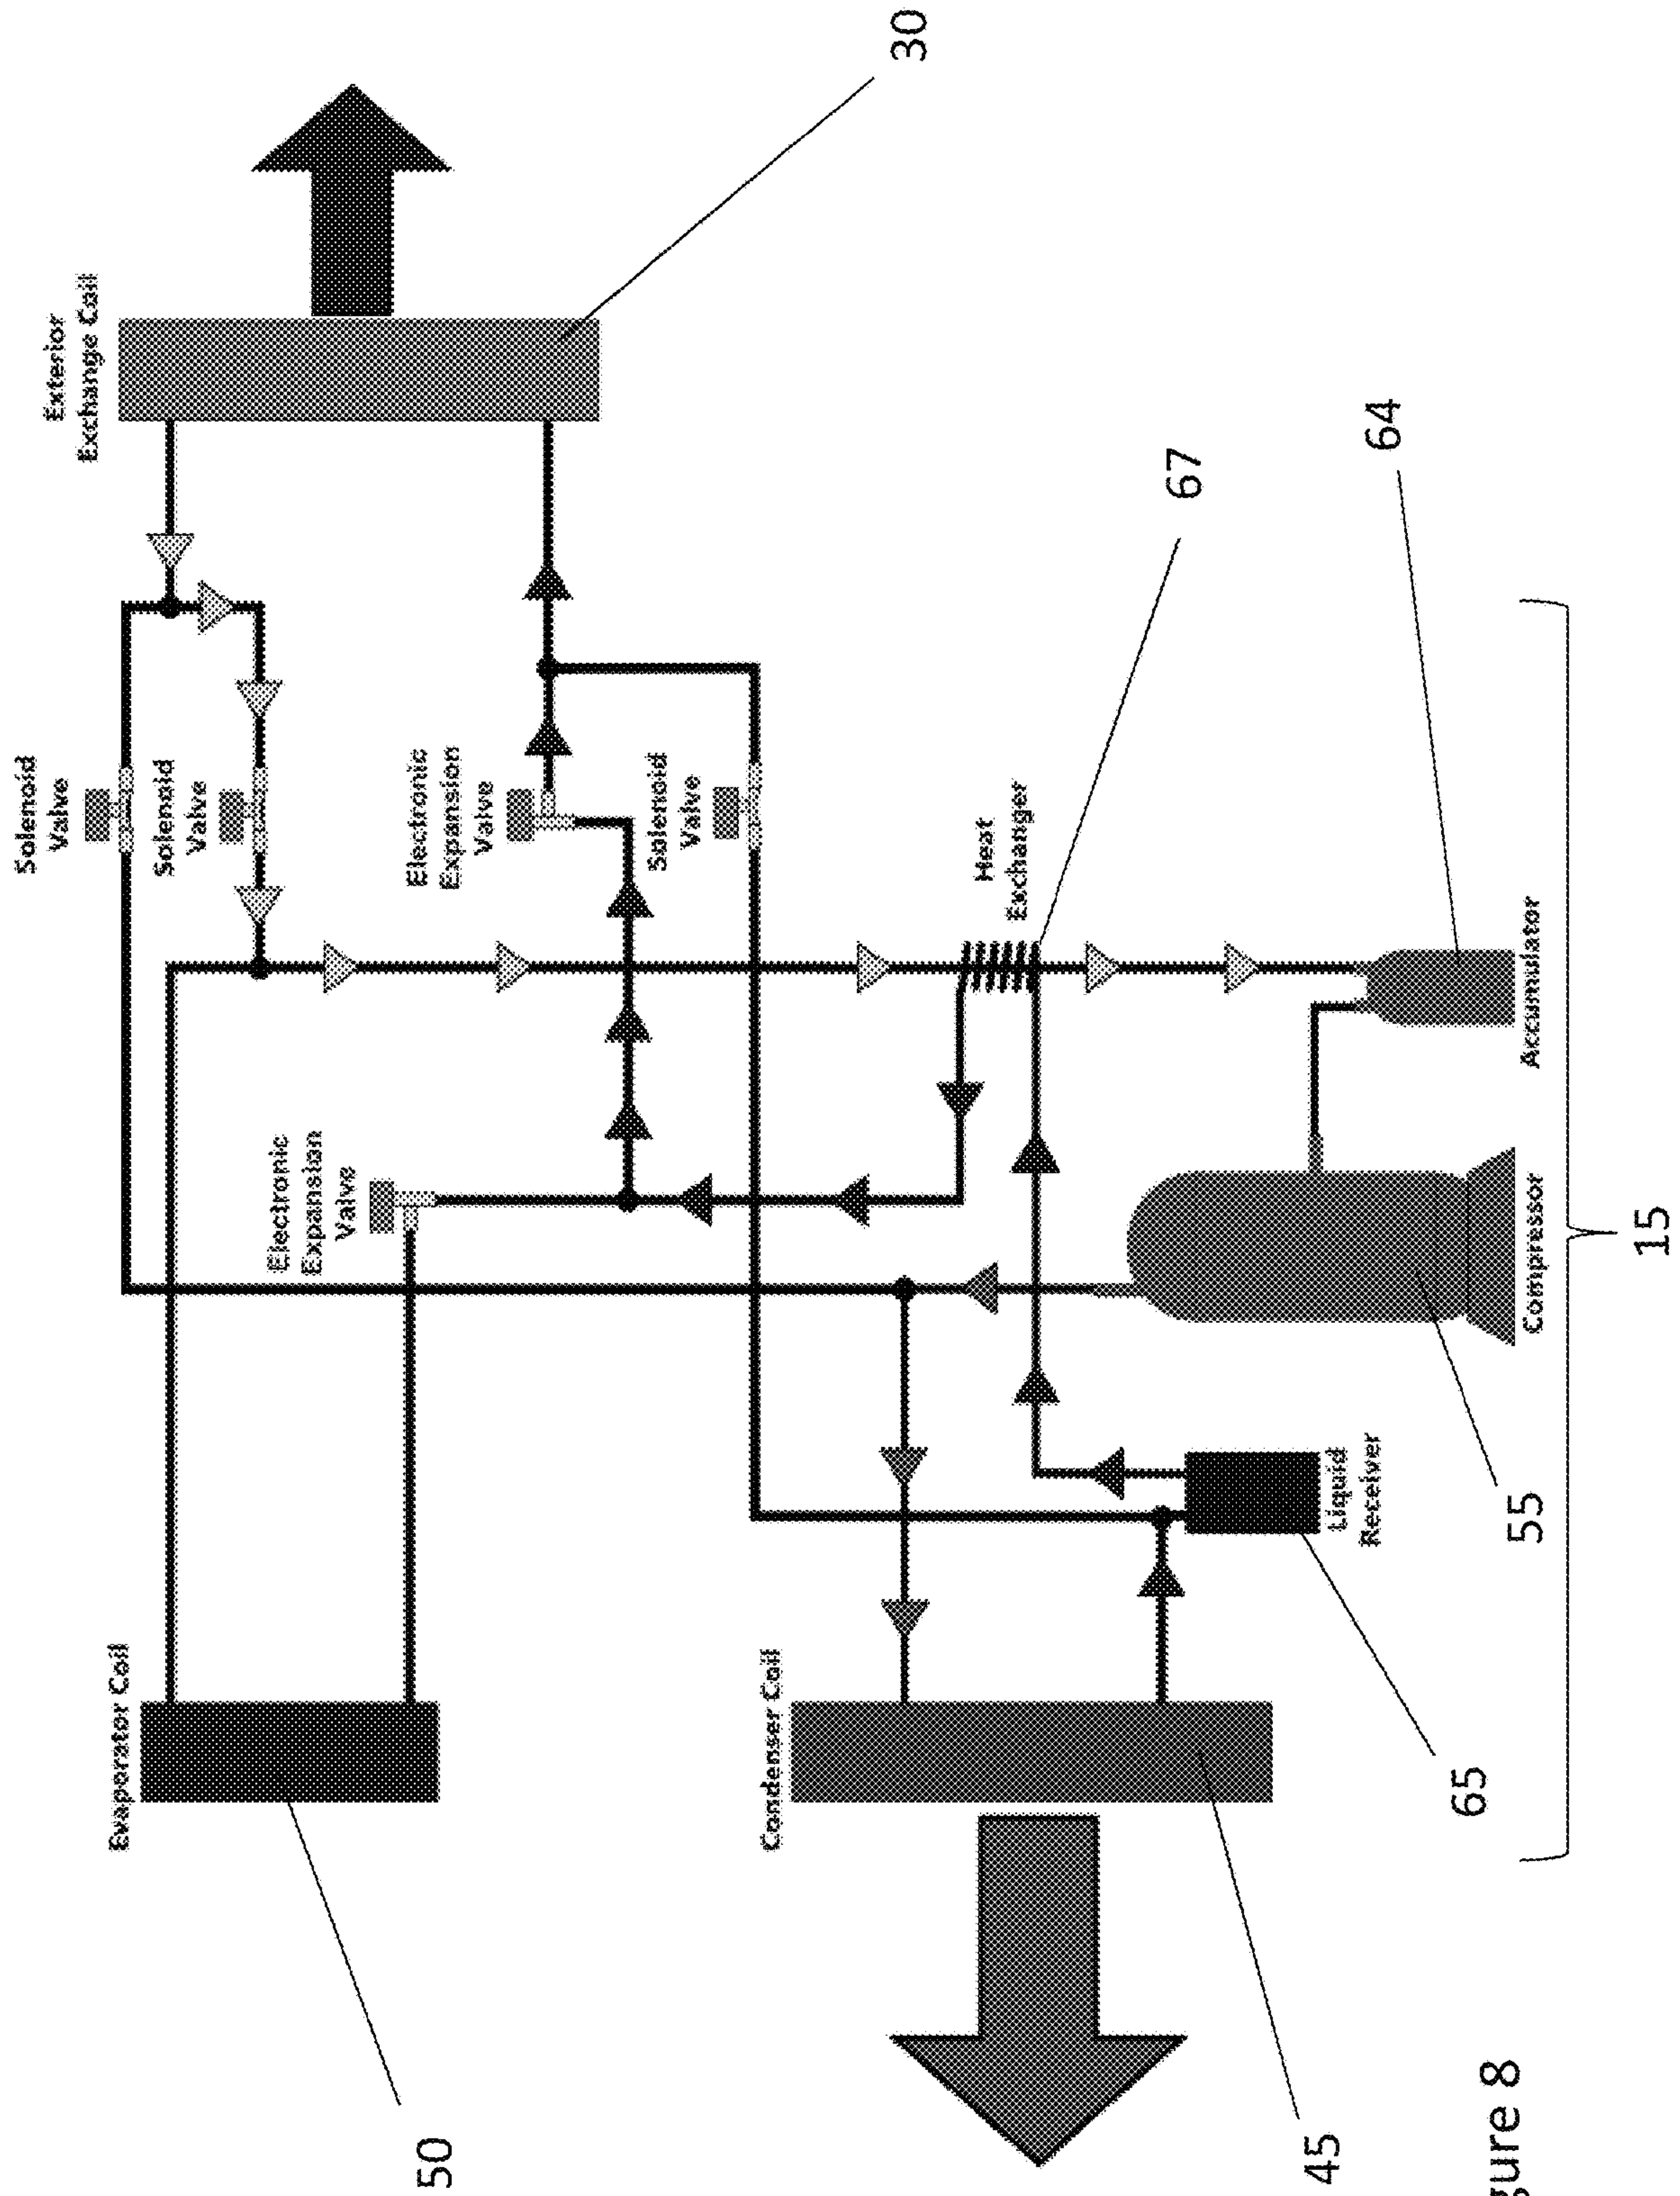 Evaporator Coil
50
Electronic
Expansion
Valve
Solenoid
Valve
Solenoid
Valve
Electronic
Expansion
Valve
Solenoid
Valve
Exterior
Exchange Coil
30
Condenser Coil
45
Heat
Exchanger
67
64
Liquid
Receiver
65
Compressor
55
Accumulator
15
gure 8